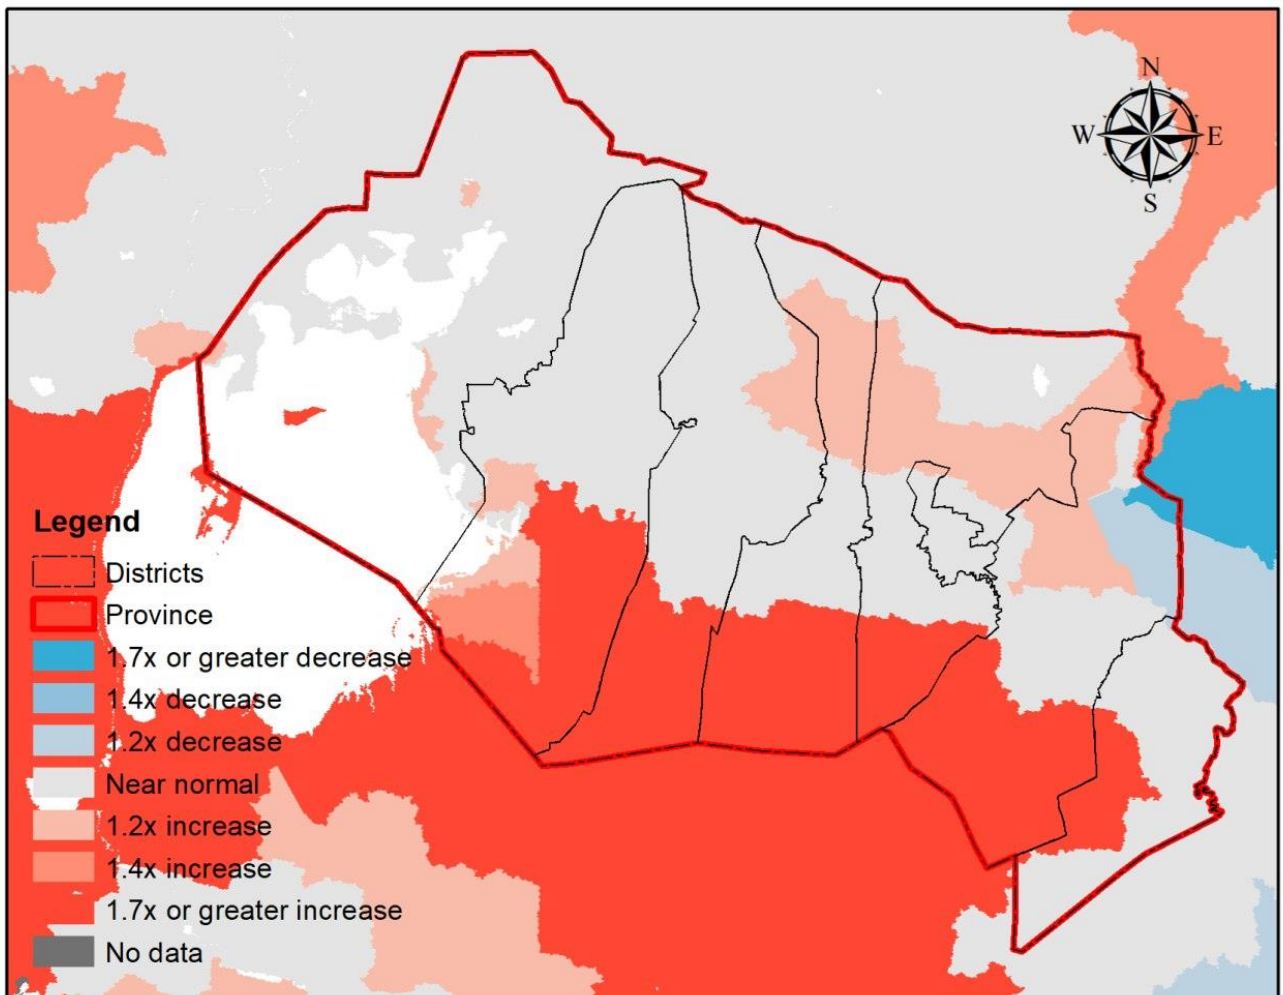 N
W E
S
Legend
Districts
Province
1.7x or greater decrease
1.4x decrease
1.2x decrease
Near normal
1.2x increase
1.4x increase
1.7x or greater increase
No data